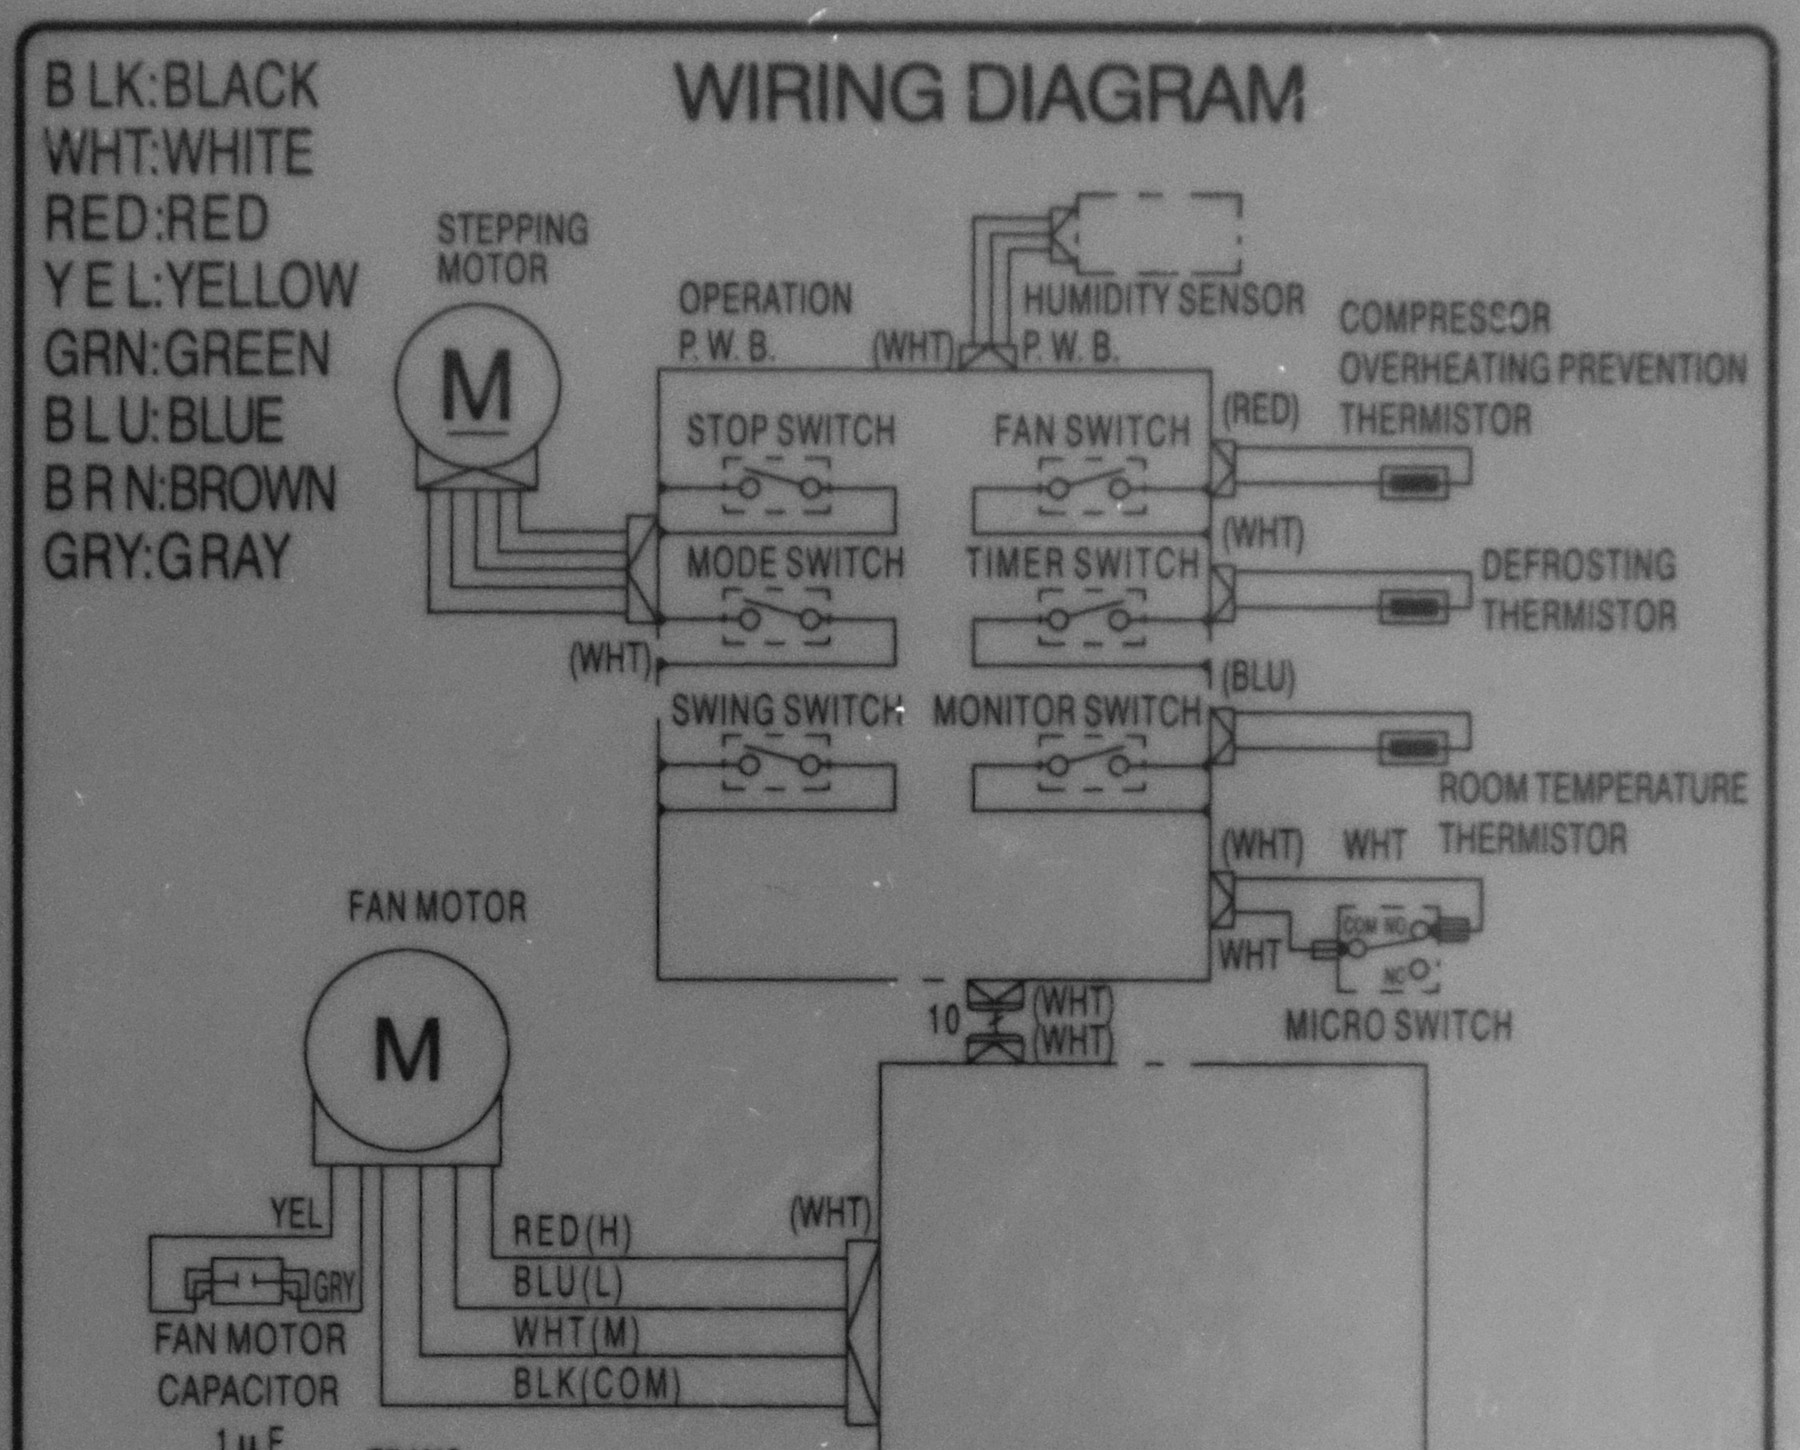 WIRING DIAGRAM
BLK:BLACK
WHT:WHITE
RED:RED
YEL:YELLOW
GRN:GREEN
BLU:BLUE
BRN:BROWN
GRY:GRAY
STEPPING
MOTOR
M
OPERATION
P. W. B.
(WHT)
HUMIDITY SENSOR
P. W. B.
COMPRESSOR
OVERHEATING PREVENTION
THERMISTOR
(RED)
STOP SWITCH
FAN SWITCH
(WHT)
MODE SWITCH
TIMER SWITCH
DEFROSTING
THERMISTOR
(WHT)
(BLU)
SWING SWITCH
MONITOR SWITCH
ROOM TEMPERATURE
THERMISTOR
(WHT)
WHT
COM NO
WHT
NC
MICRO SWITCH
10
(WHT)
(WHT)
FAN MOTOR
M
YEL
GRY
FAN MOTOR
CAPACITOR
1μF
(WHT)
RED(H)
BLU(L)
WHT(M)
BLK(COM)